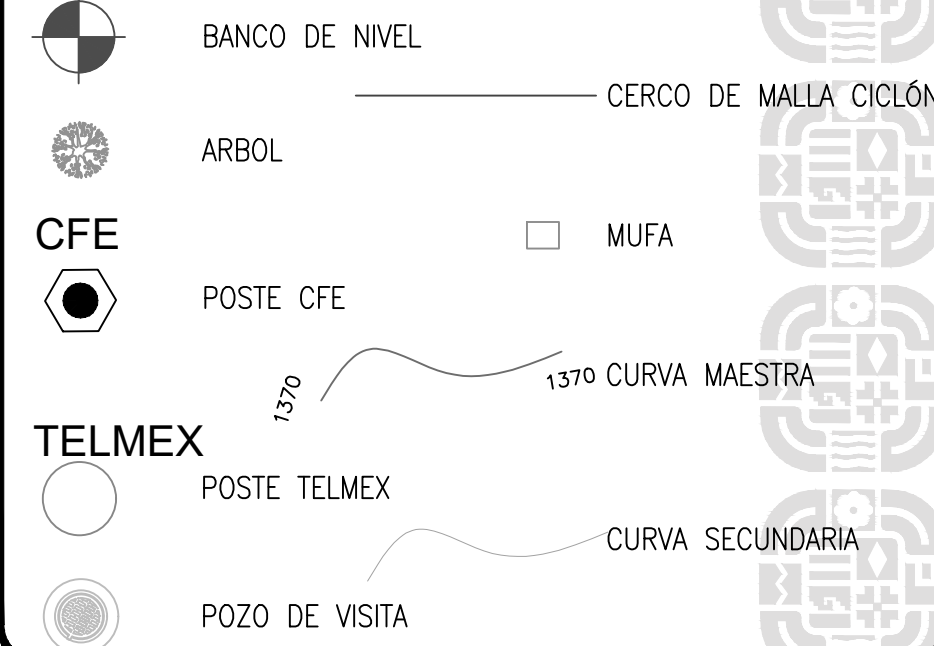 BANCO DE NIVEL
CERCO DE MALLA
ARBOL
CFE
MUFA
POSTE CFE
1370
1370 CURVA MAESTRA
TELMEX
POSTE TELMEX
CURVA SECUNDARIA
POZO DE VISITA